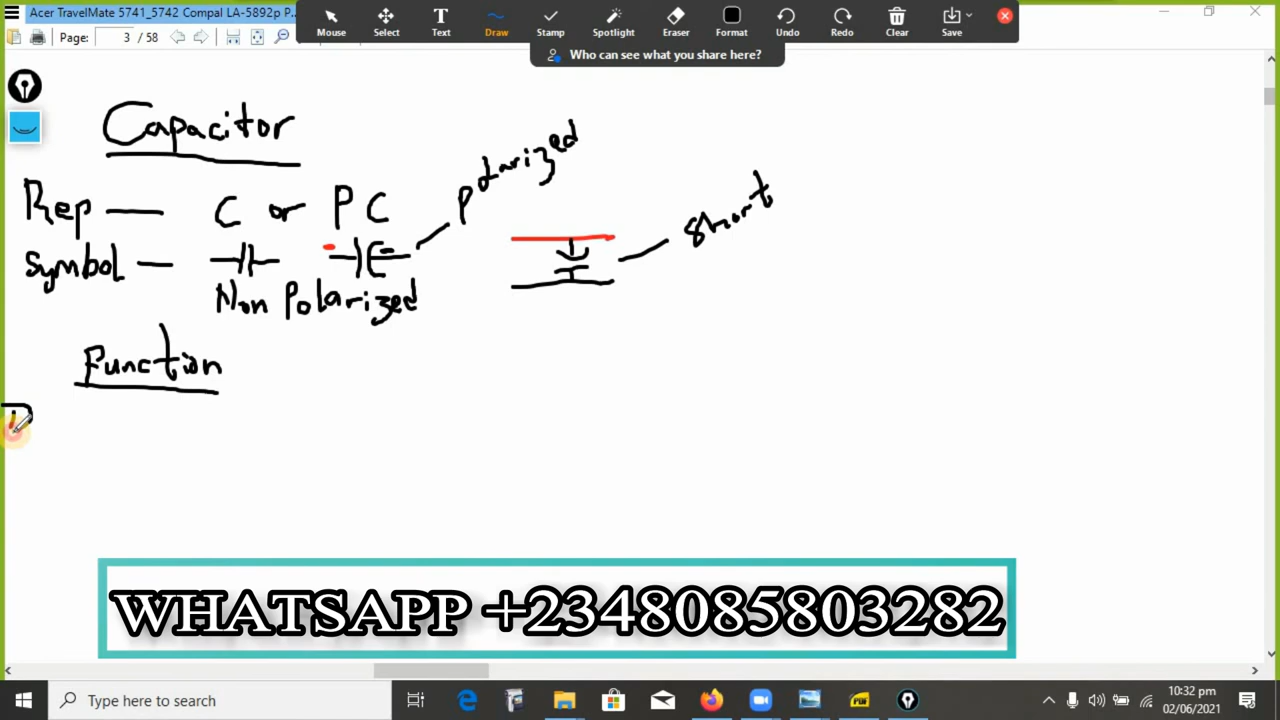 Acer TravelMate 5741_5742 Compal LA-5892p P...
Page: 3 / 58
Mouse Select Text Draw Stamp Spotlight Eraser Format Undo Redo Clear Save
Who can see what you share here?
Capacitor
Rep — C or PC
Polarized
Symbol —
Short
Non Polarized
Function
WHATSAPP +2348085803282
Type here to search
PDF
10:32 pm
02/06/2021